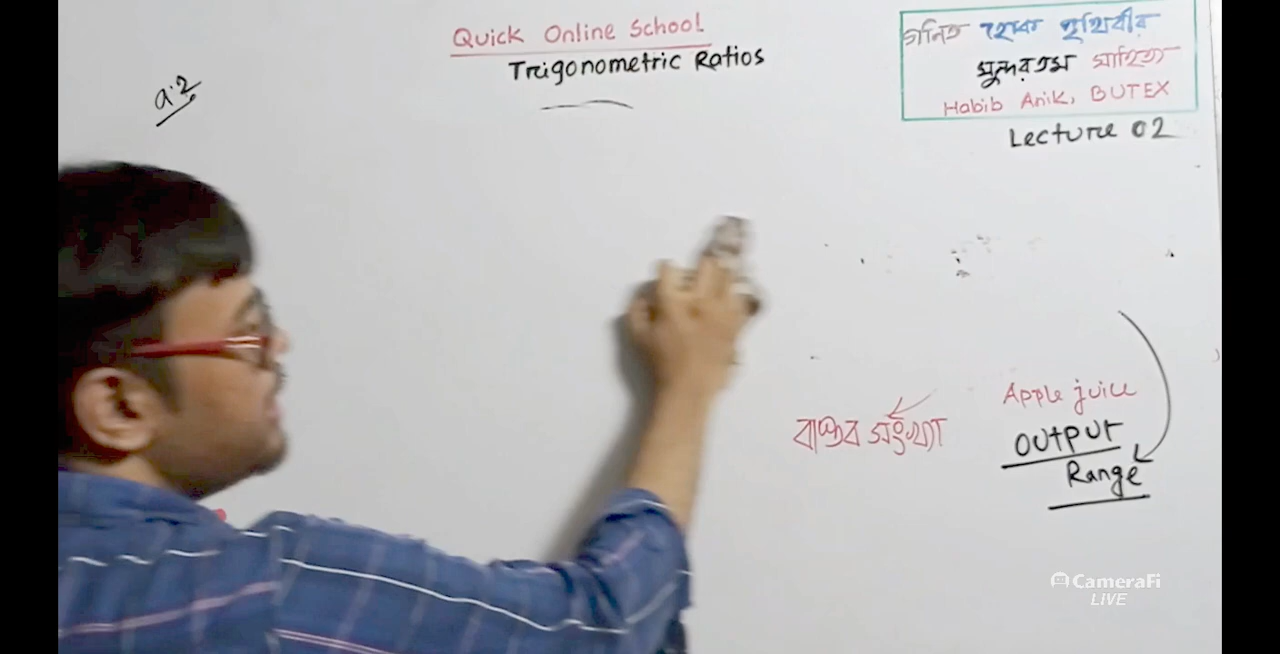 Quick Online School
Trigonometric Ratios
গনিত হোক পৃথিবীর
সুন্দরতম সাহিত্য
Habib Anik, BUTEX
Lecture 02
a.2
Apple juice
বাস্তব সংখ্যা
OUTPUT
Range
CameraFi
LIVE